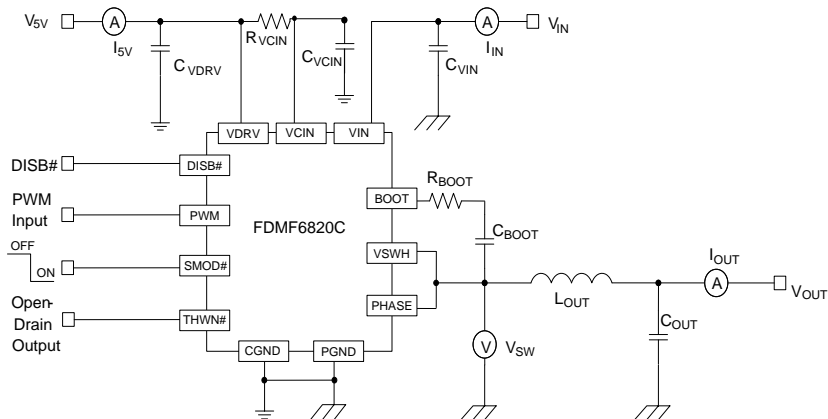 V5V
A
I5V
RVCIN
CVDRV
CVCIN
A
IIN
VIN
CVIN
VDRV
VCIN
VIN
DISB#
DISB#
PWM
Input
PWM
OFF
ON
SMOD#
Open-
Drain
Output
THWN#
FDMF6820C
BOOT
RBOOT
CBOOT
VSWH
PHASE
CGND
PGND
V
VSW
LOUT
IOUT
A
VOUT
COUT